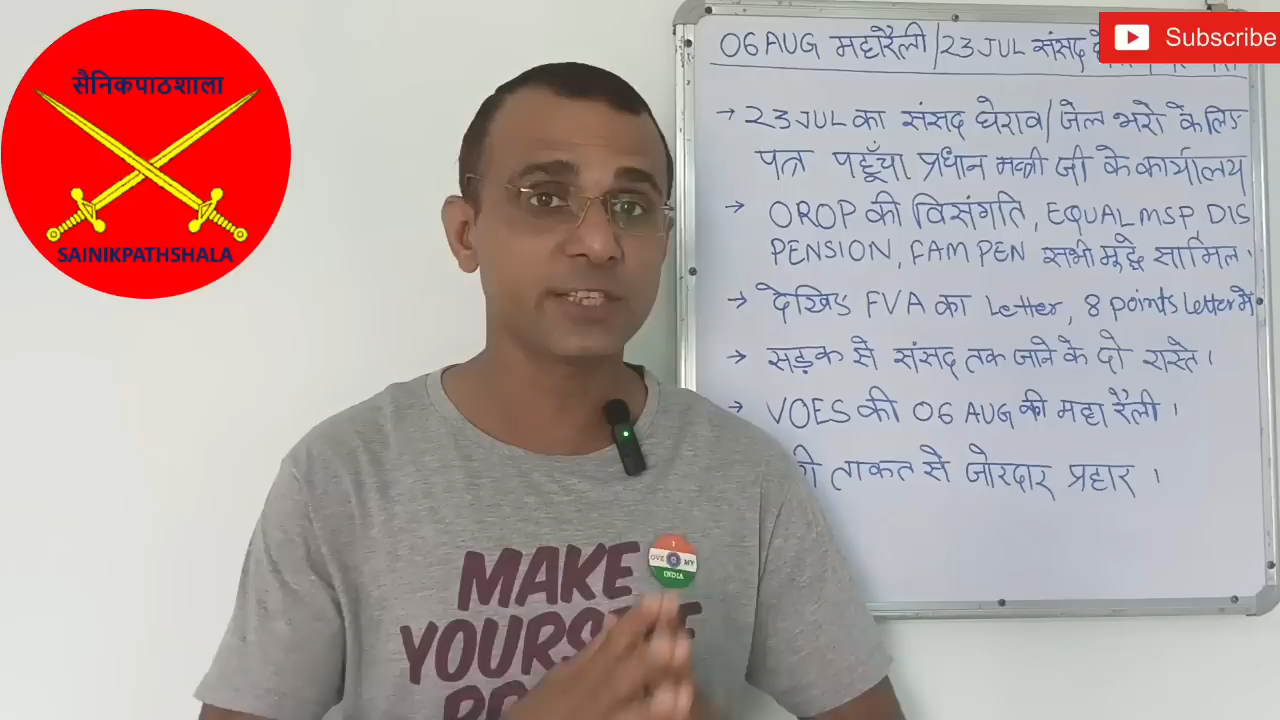 सैनिकपाठशाला
SAINIKPATHSHALA
Subscribe
06 AUG महारैली/23 JUL संसद
→ 23 JUL का संसद घेराव/जेल भरो के लिए
पत्र पहूँचा प्रधान मन्त्री जी के कार्यालय
→ OROP की विसंगति, EQUAL MSP, DIS
PENSION, FAM PEN सभी मुद्दे सामिल।
→ देखिए FVA का Letter, 8 points Letter में
→ सड़क से संसद तक जाने के दो रास्ते।
→ VOES की 06 AUG की महा रैली।
ताकत से जोरदार प्रहार।
I
MY
INDIA
MAKE